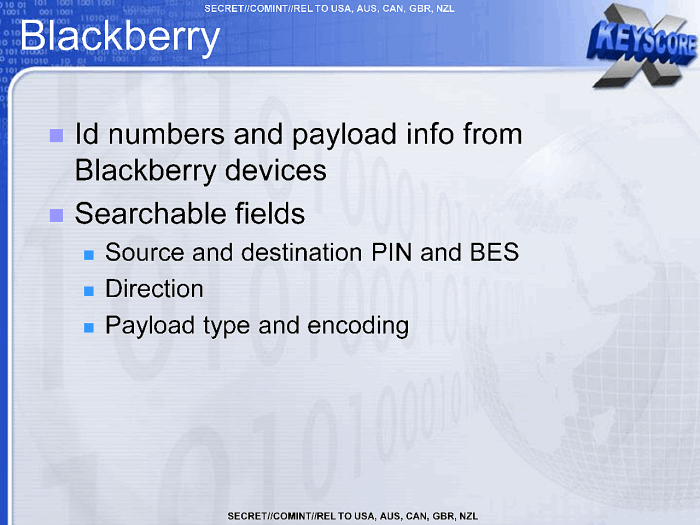 SECRET//COMINT//REL TO USA, AUS, CAN, GBR, NZL
Blackberry
X
KEYSCORE
Id numbers and payload info from
Blackberry devices
Searchable fields
Source and destination PIN and BES
Direction
Payload type and encoding
SECRET//COMINT//REL TO USA, AUS, CAN, GBR, NZL